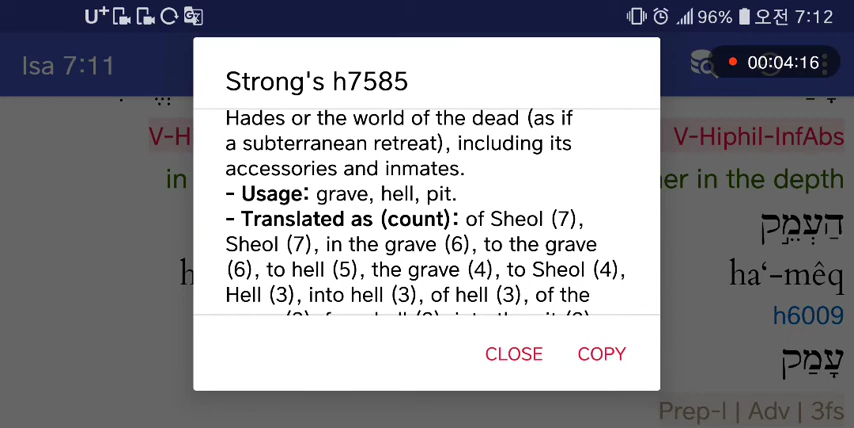 U+ 96% 오전 7:12
Isa 7:11
00:04:16
Strong's h7585
Hades or the world of the dead (as if
a subterranean retreat), including its
accessories and inmates.
- Usage: grave, hell, pit.
- Translated as (count): of Sheol (7),
Sheol (7), in the grave (6), to the grave
(6), to hell (5), the grave (4), to Sheol (4),
Hell (3), into hell (3), of hell (3), of the
CLOSE COPY
V-H
V-Hiphil-InfAbs
in
er in the depth
הַעְמֵ֣ק
h
ha‘-mêq
h6009
עָמַק
Prep-l | Adv | 3fs